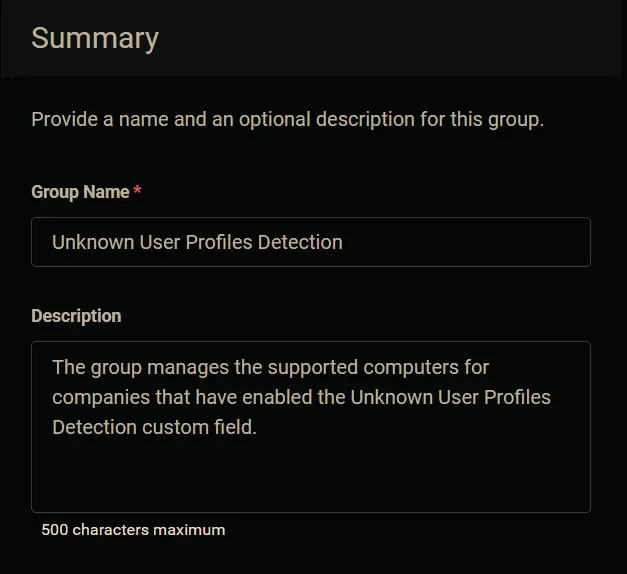 Summary
Provide a name and an optional description for this group.
Group Name *
Unknown User Profiles Detection
Description
The group manages the supported computers for
companies that have enabled the Unknown User Profiles
Detection custom field.
500 characters maximum